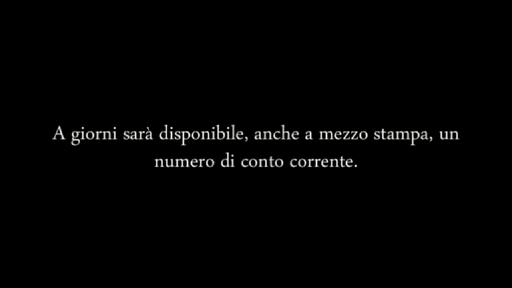 A giorni sarà disponibile, anche a mezzo stampa, un
numero di conto corrente.